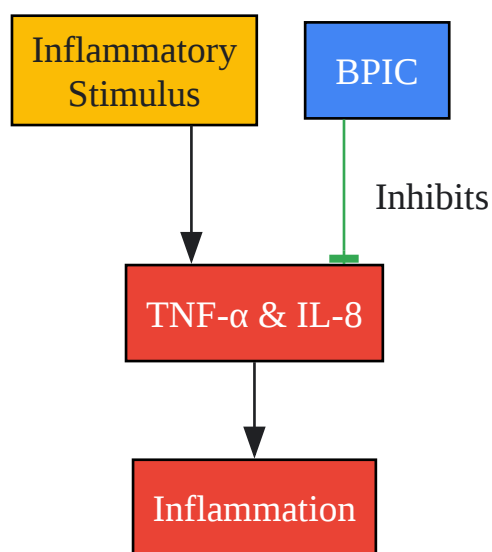 Inflammatory
Stimulus
BPIC
Inhibits
TNF-α & IL-8
Inflammation